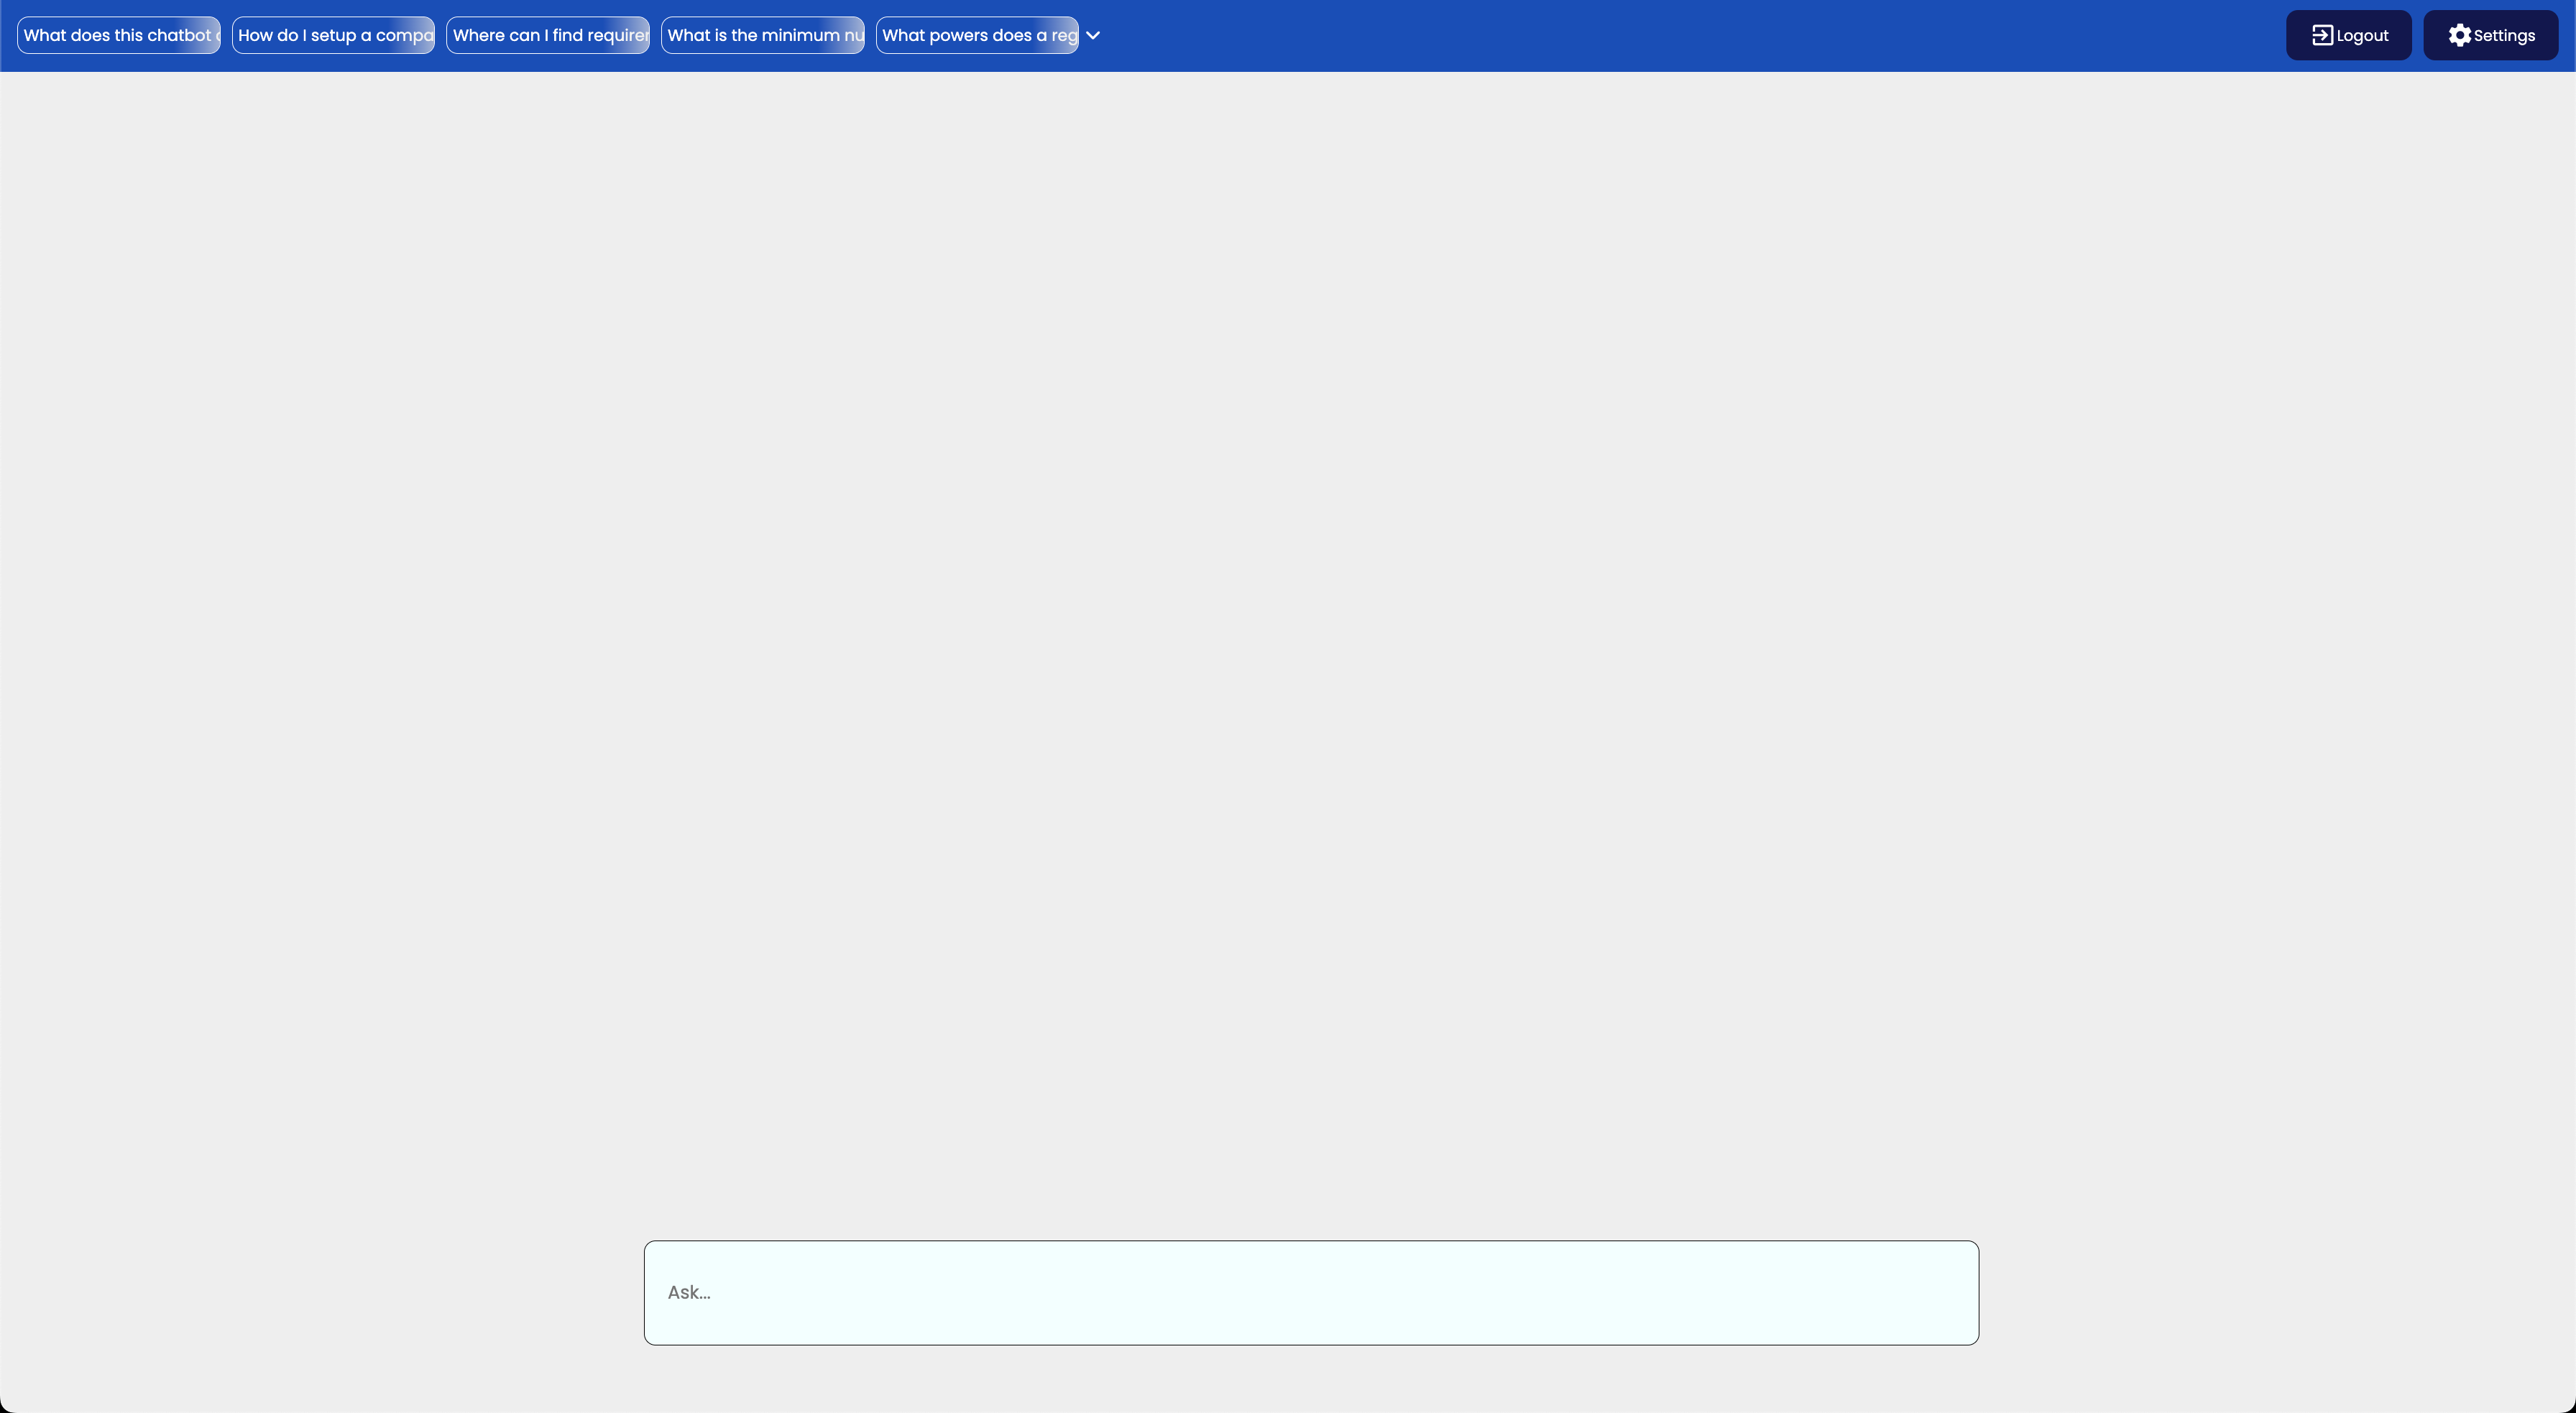 What does this chatbot
How do I setup a compa
Where can I find requirer
What is the minimum nu
What powers does a reg
Logout
Settings
Ask...